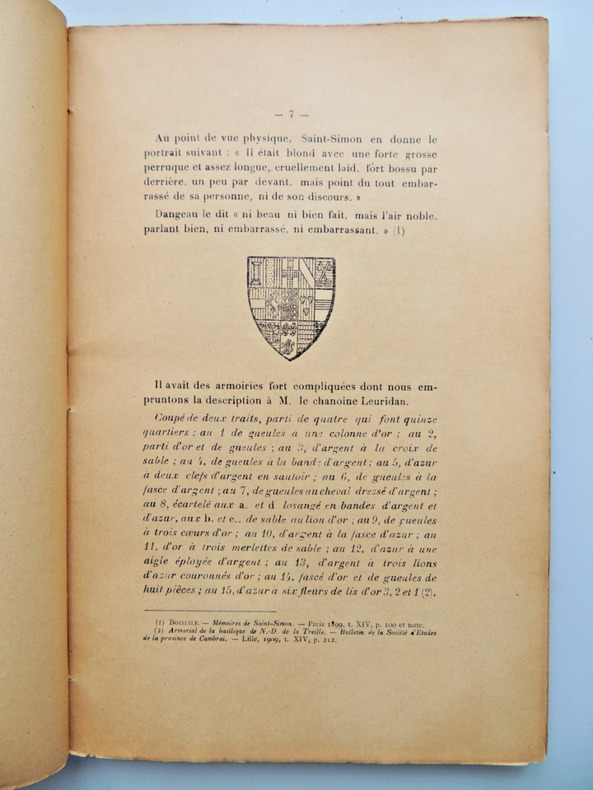 — 7 —
Au point de vue physique, Saint-Simon en donne le
portrait suivant : « Il était blond avec une forte grosse
perruque et assez longue, cruellement laid, fort bossu par
derrière, un peu par devant, mais point du tout embar-
rassé de sa personne, ni de son discours. »
Dangeau le dit « ni beau ni bien fait, mais l'air noble,
parlant bien, ni embarrassé, ni embarrassant. » (1)
Il avait des armoiries fort compliquées dont nous em-
pruntons la description à M. le chanoine Leuridan.
Coupé de deux traits, parti de quatre qui font quinze
quartiers : au 1 de gueules a une colonne d'or ; au 2,
parti d'or et de gueules ; au 3, d'argent à la croix de
sable ; au 4, de gueules à la bande d'argent ; au 5, d'azur
à deux clefs d'argent en sautoir ; au 6, de gueules à la
fasce d'argent ; au 7, de gueules au cheval dressé d'argent ;
au 8, écartelé aux a. et d. losangé en bandes d'argent et
d'azur, aux b. et c., de sable au lion d'or ; au 9, de gueules
à trois cœurs d'or ; au 10, d'argent à la fasce d'azur ; au
11, d'or à trois merlettes de sable ; au 12, d'azur à une
aigle éployée d'argent ; au 13, d'argent à trois lions
d'azur couronnés d'or ; au 14, fascé d'or et de gueules de
huit pièces ; au 15, d'azur à six fleurs de lis d'or 3, 2 et 1 (2).
(1) BOISLILE. — Mémoires de Saint-Simon. — Paris 1899, t. XIV, p. 100 et note.
(2) Armorial de la basilique de N.-D. de la Treille. — Bulletin de la Société d'Etudes
de la province de Cambrai. — Lille, 1909, t. XIV, p. 212.